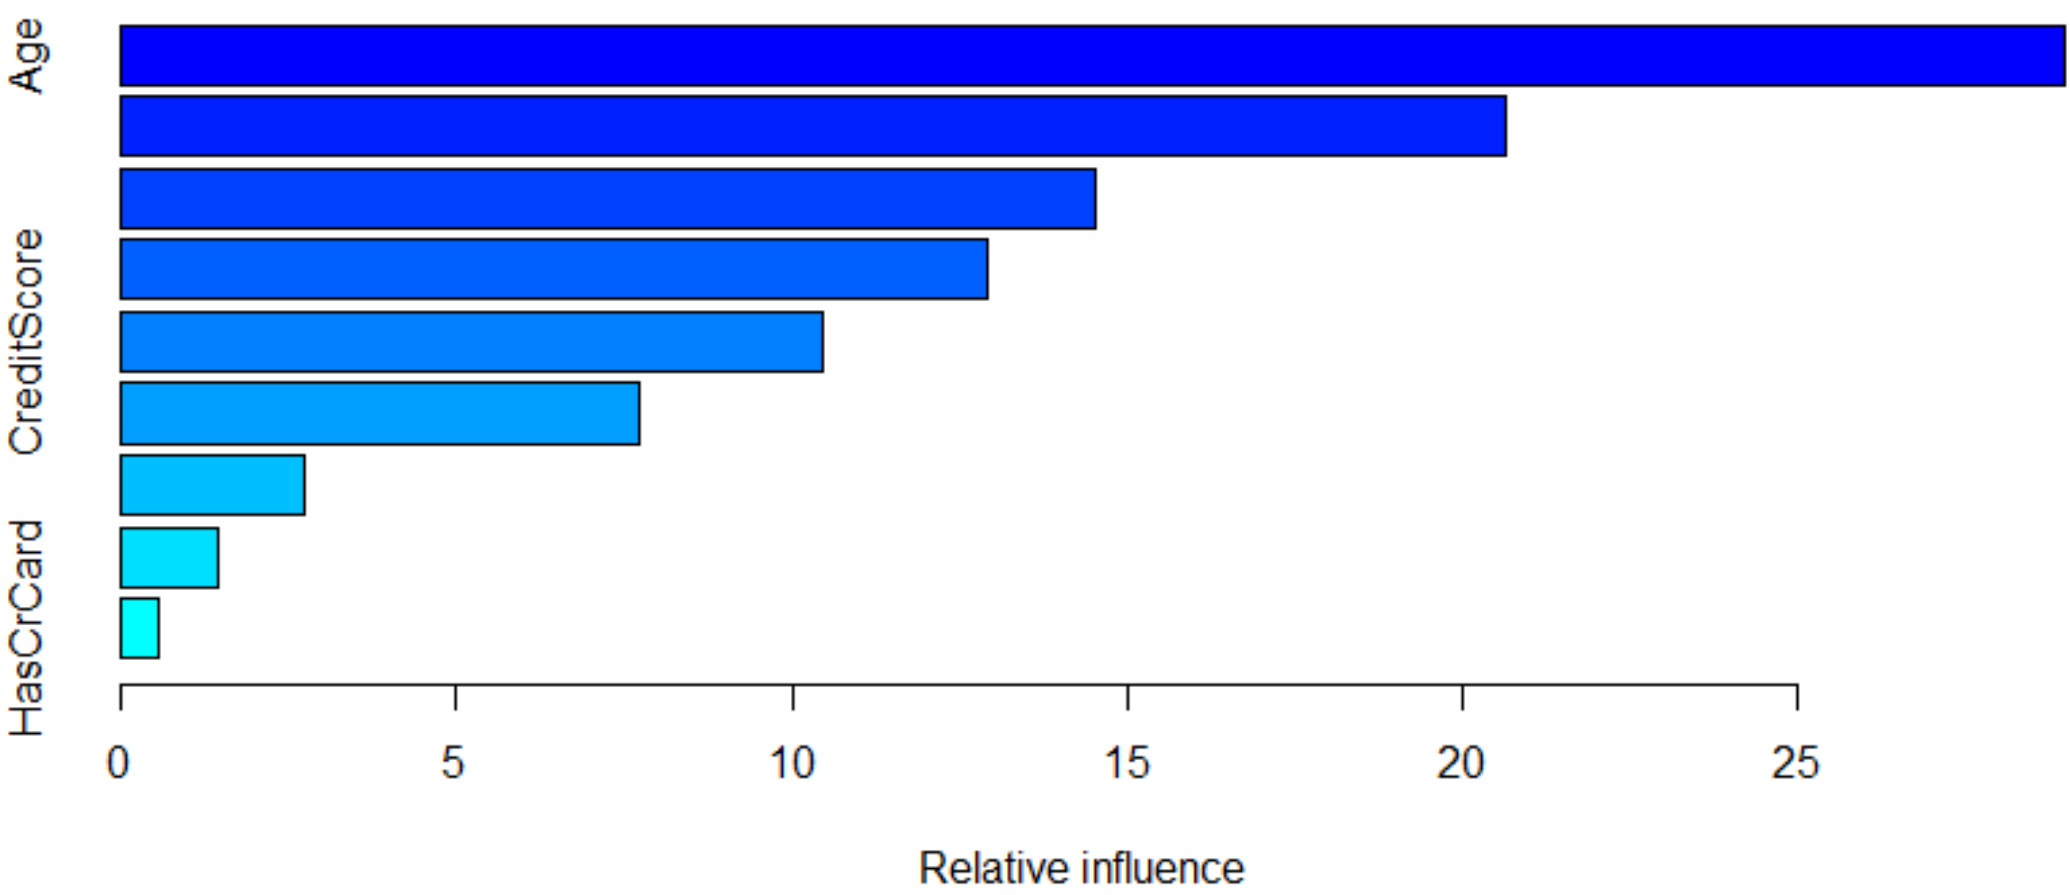 Age
CreditScore
HasCrCard
0 5 10 15 20 25
Relative influence